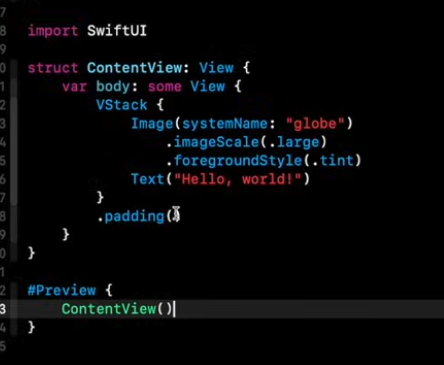 7
8 import SwiftUI
9
0 struct ContentView: View {
1 var body: some View {
2 VStack {
3 Image(systemName: "globe")
4 .imageScale(.large)
5 .foregroundStyle(.tint)
6 Text("Hello, world!")
7 }
8 .padding()
9 }
0 }
1
2 #Preview {
3 ContentView()
4 }
5